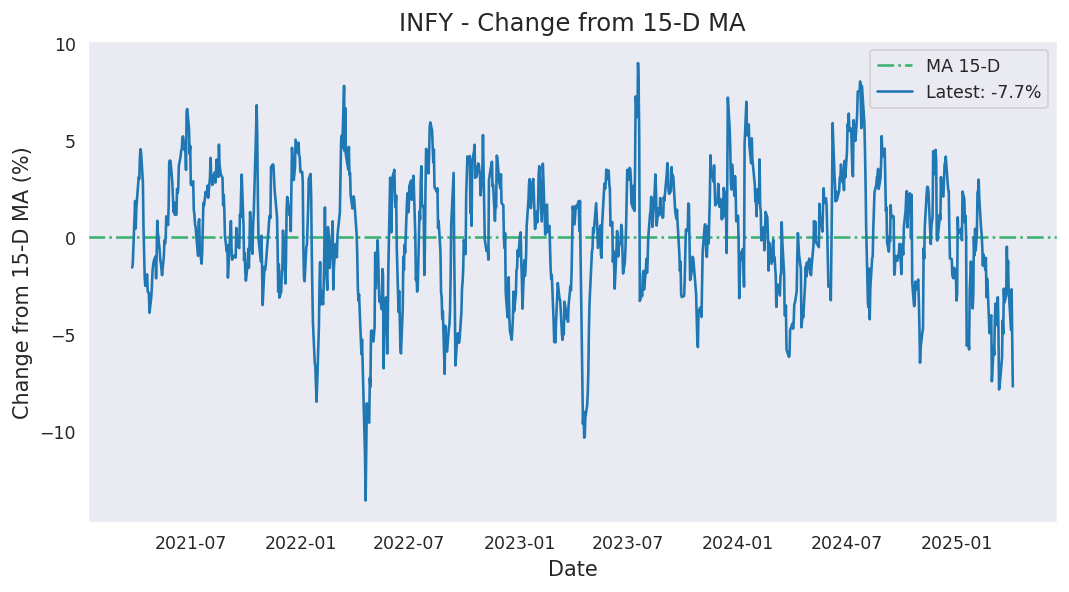 INFY - Change from 15-D MA
10
5
0
−5
−10
Change from 15-D MA (%)
MA 15-D
Latest: -7.7%
2021-07
2022-01
2022-07
2023-01
2023-07
2024-01
2024-07
2025-01
Date